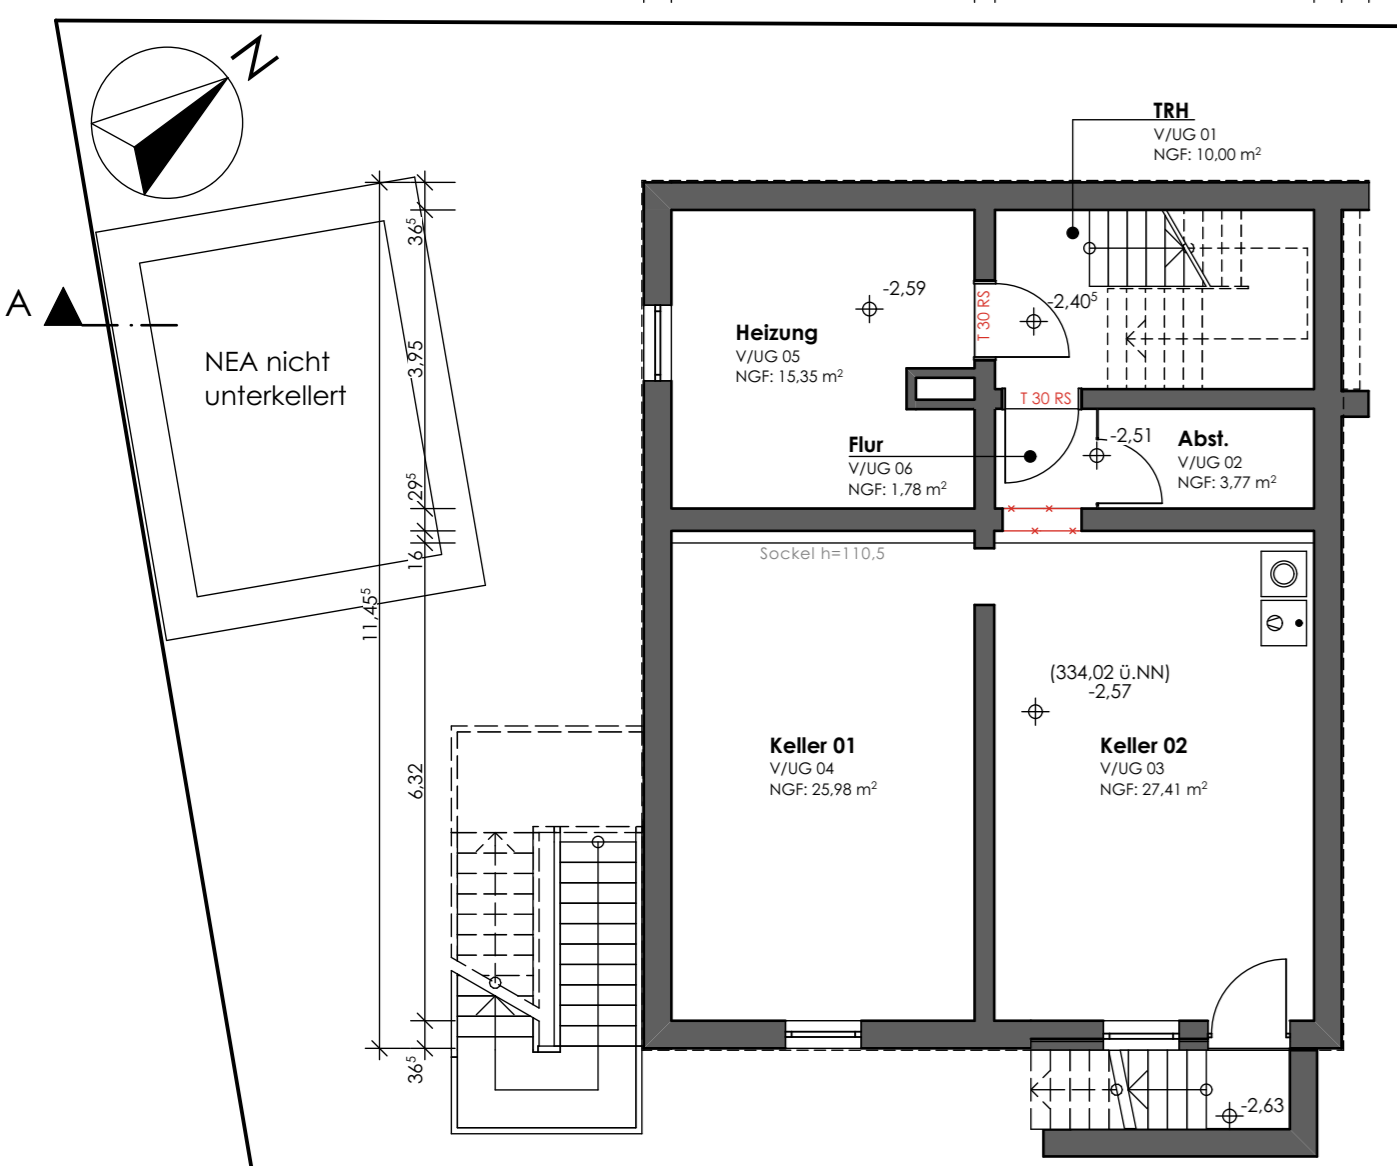 N
TRH
V/UG 01
NGF: 10,00 m²
A
NEA nicht
unterkellert
36⁵
3,95
29⁵
16
11,45⁵
6,32
36⁵
-2,59
Heizung
V/UG 05
NGF: 15,35 m²
T 30 RS
-2,40⁵
T 30 RS
Flur
V/UG 06
NGF: 1,78 m²
-2,51
Abst.
V/UG 02
NGF: 3,77 m²
Sockel h=110,5
(334,02 ü.NN)
-2,57
Keller 01
V/UG 04
NGF: 25,98 m²
Keller 02
V/UG 03
NGF: 27,41 m²
-2,63